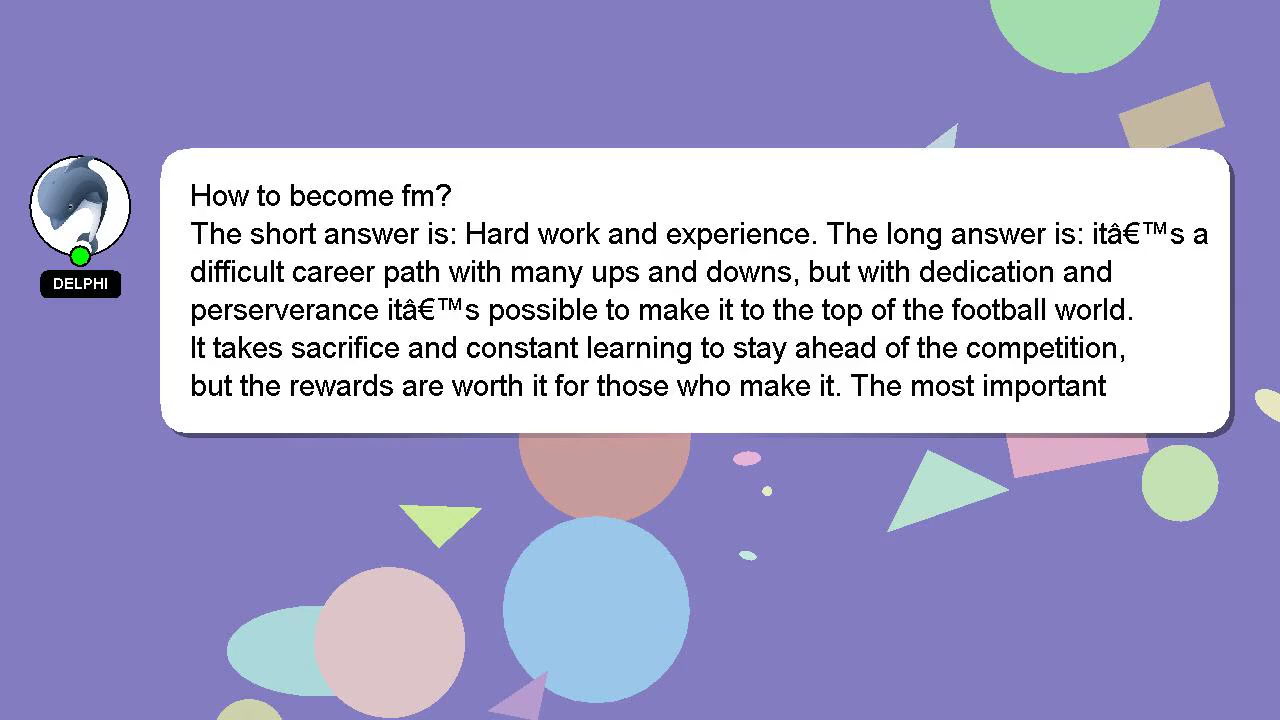 How to become fm?
The short answer is: Hard work and experience. The long answer is: itâ€™s a
difficult career path with many ups and downs, but with dedication and
perserverance itâ€™s possible to make it to the top of the football world.
It takes sacrifice and constant learning to stay ahead of the competition,
but the rewards are worth it for those who make it. The most important
DELPHI